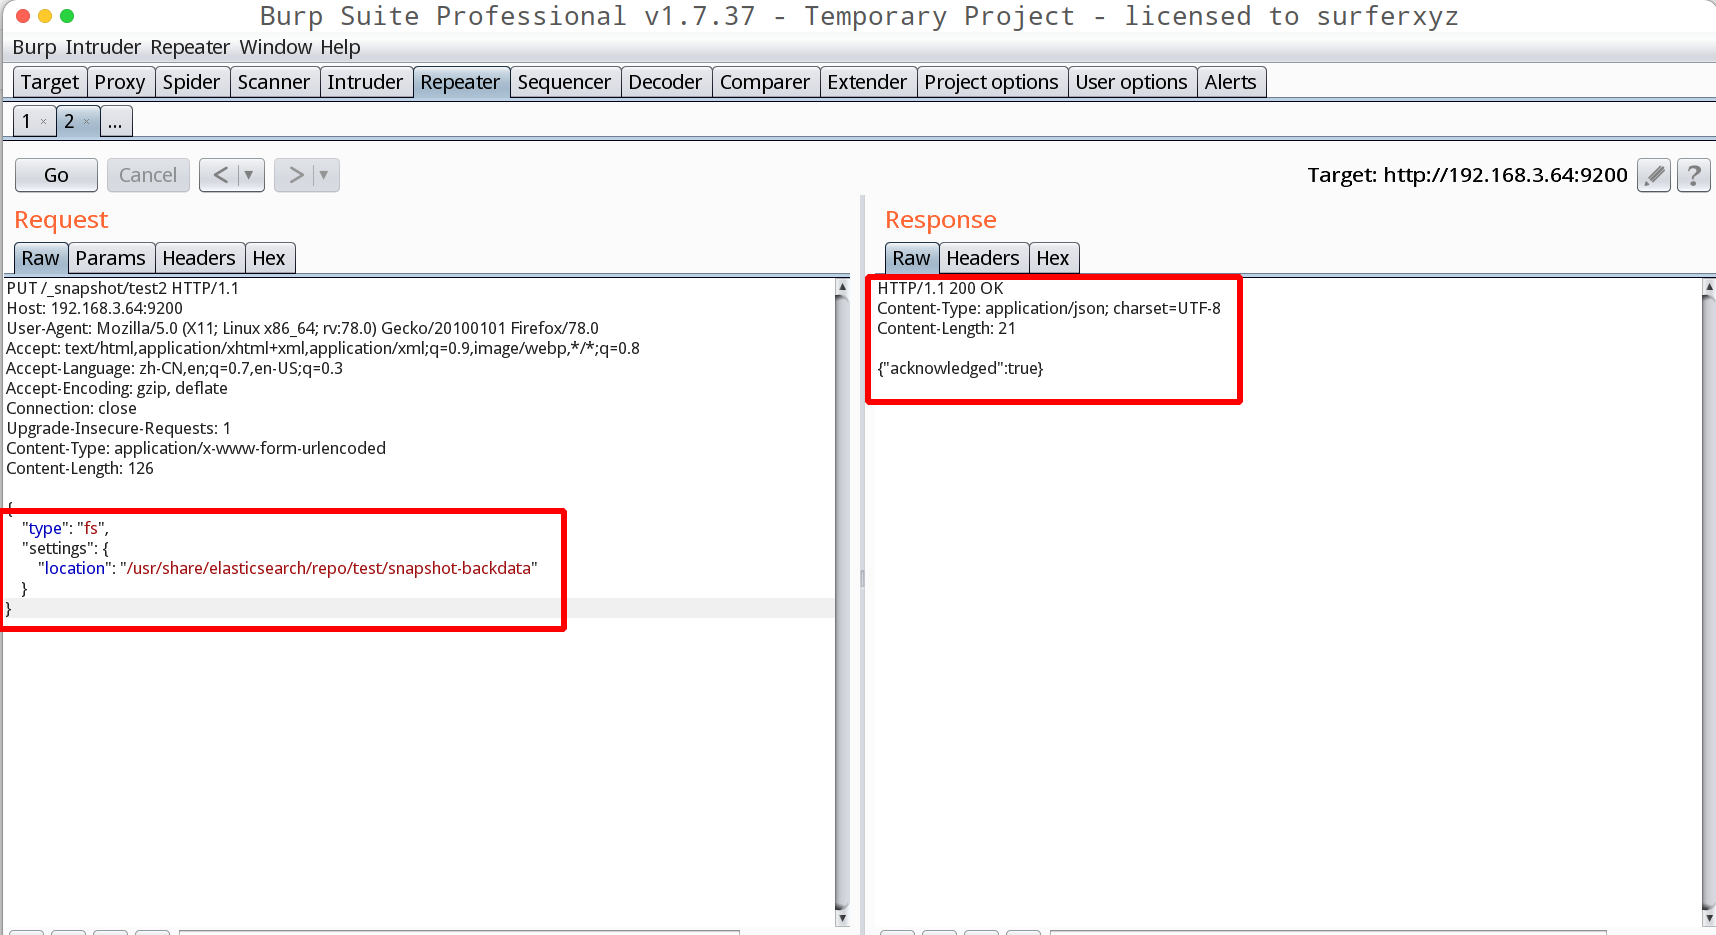 Burp Suite Professional v1.7.37 - Temporary Project - licensed to surferxyz
Burp Intruder Repeater Window Help
Target Proxy Spider Scanner Intruder Repeater Sequencer Decoder Comparer Extender Project options User options Alerts
1 × 2 × ...
Go Cancel < ▼ > ▼ Target: http://192.168.3.64:9200 ?
Request
Raw Params Headers Hex
PUT /_snapshot/test2 HTTP/1.1
Host: 192.168.3.64:9200
User-Agent: Mozilla/5.0 (X11; Linux x86_64; rv:78.0) Gecko/20100101 Firefox/78.0
Accept: text/html,application/xhtml+xml,application/xml;q=0.9,image/webp,*/*;q=0.8
Accept-Language: zh-CN,en;q=0.7,en-US;q=0.3
Accept-Encoding: gzip, deflate
Connection: close
Upgrade-Insecure-Requests: 1
Content-Type: application/x-www-form-urlencoded
Content-Length: 126
{
"type": "fs",
"settings": {
"location": "/usr/share/elasticsearch/repo/test/snapshot-backdata"
}
}
Response
Raw Headers Hex
HTTP/1.1 200 OK
Content-Type: application/json; charset=UTF-8
Content-Length: 21
{"acknowledged":true}